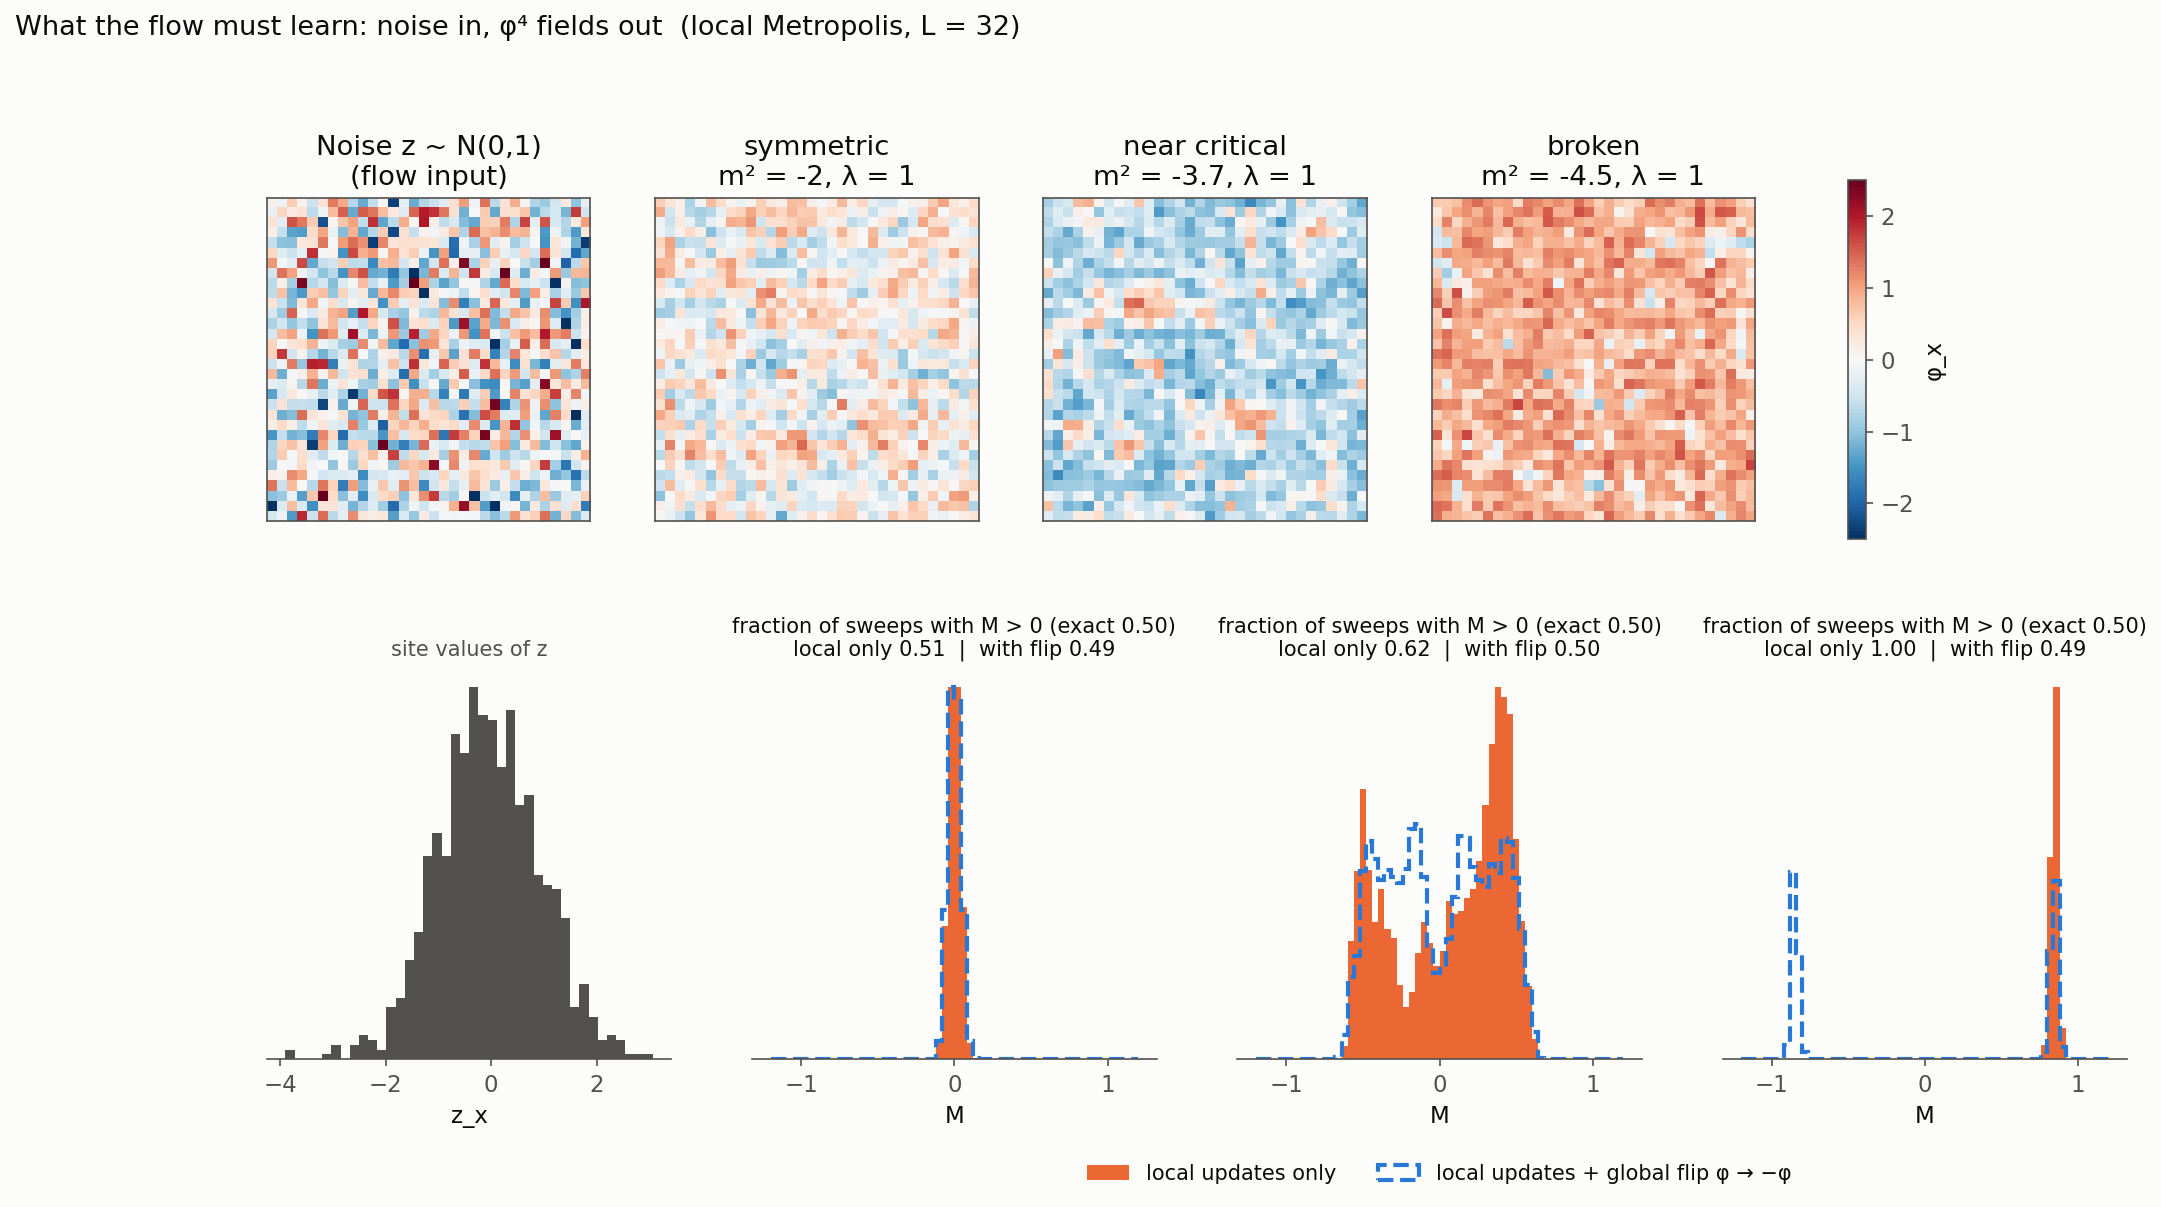 What the flow must learn: noise in, φ⁴ fields out  (local Metropolis, L = 32)
Noise z ~ N(0,1)
(flow input)
symmetric
m² = -2, λ = 1
near critical
m² = -3.7, λ = 1
broken
m² = -4.5, λ = 1
2
1
0
−1
−2
φ_x
site values of z
fraction of sweeps with M > 0 (exact 0.50)
local only 0.51  |  with flip 0.49
fraction of sweeps with M > 0 (exact 0.50)
local only 0.62  |  with flip 0.50
fraction of sweeps with M > 0 (exact 0.50)
local only 1.00  |  with flip 0.49
−4 −2 0 2
z_x
−1 0 1
M
−1 0 1
M
−1 0 1
M
local updates only
local updates + global flip φ → −φ